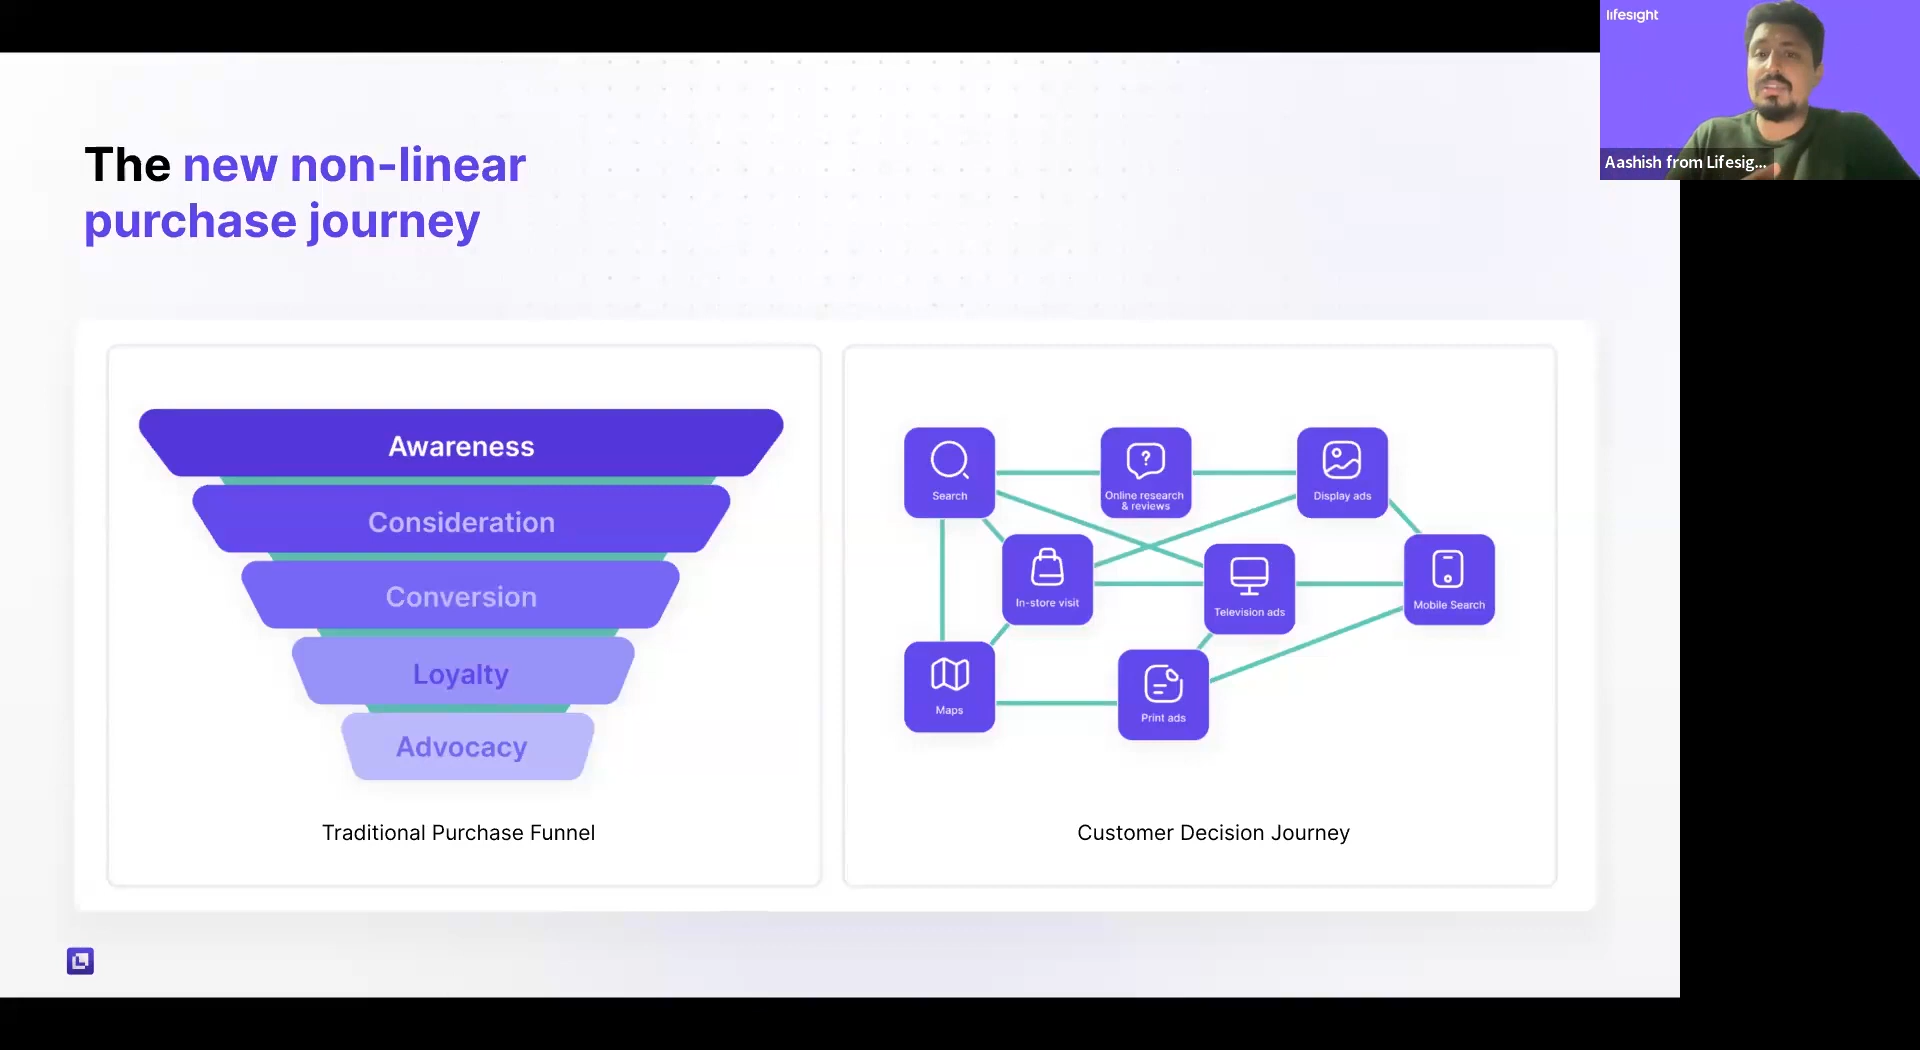 lifesight
Aashish from Lifesig...
The new non-linear
purchase journey
Awareness
Consideration
Conversion
Loyalty
Advocacy
Traditional Purchase Funnel
Search
Online research
& reviews
Display ads
In-store visit
Television ads
Mobile Search
Maps
Print ads
Customer Decision Journey